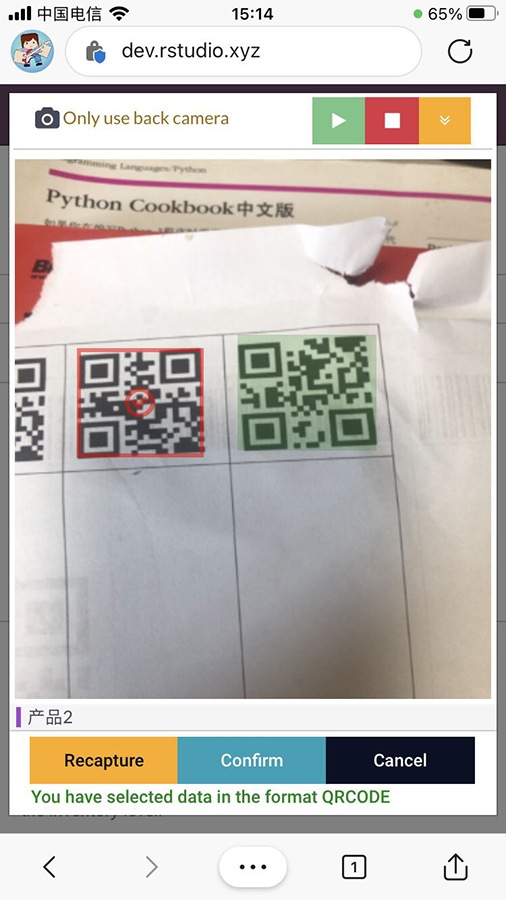 中国电信
15:14
65%
dev.rstudio.xyz
Only use back camera
Programming Languages/Python
Python Cookbook中文版
产品2
Recapture
Confirm
Cancel
You have selected data in the format QRCODE
1